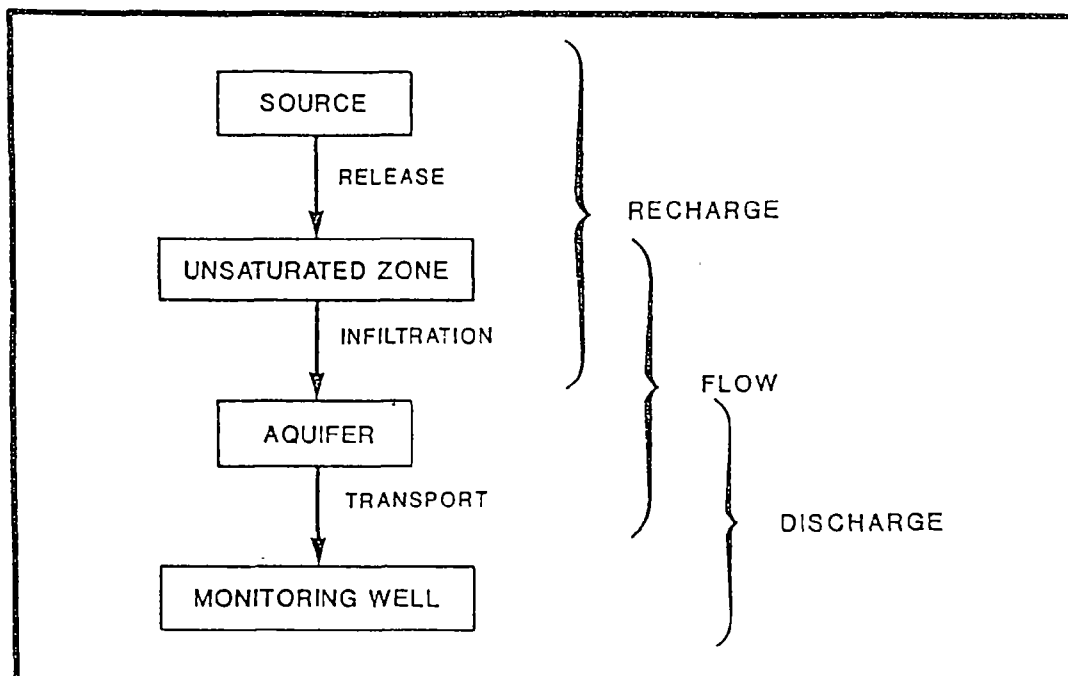 SOURCE
RELEASE
RECHARGE
UNSATURATED ZONE
INFILTRATION
FLOW
AQUIFER
TRANSPORT
DISCHARGE
MONITORING WELL